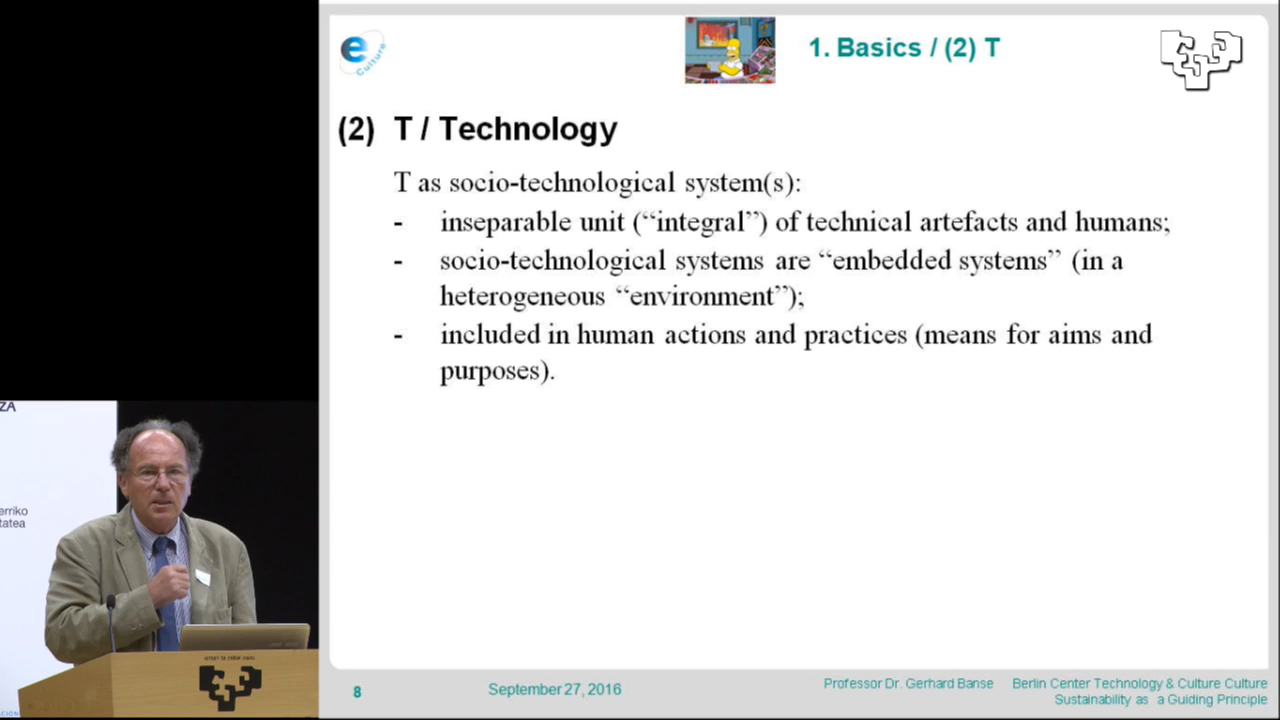 e
Culture
1. Basics / (2) T
(2) T / Technology
T as socio-technological system(s):
- inseparable unit (“integral”) of technical artefacts and humans;
- socio-technological systems are “embedded systems” (in a
heterogeneous “environment”);
- included in human actions and practices (means for aims and
purposes).
ZA
erriko
tatea
8
September 27, 2016
Professor Dr. Gerhard Banse
Berlin Center Technology & Culture Culture
Sustainability as a Guiding Principle